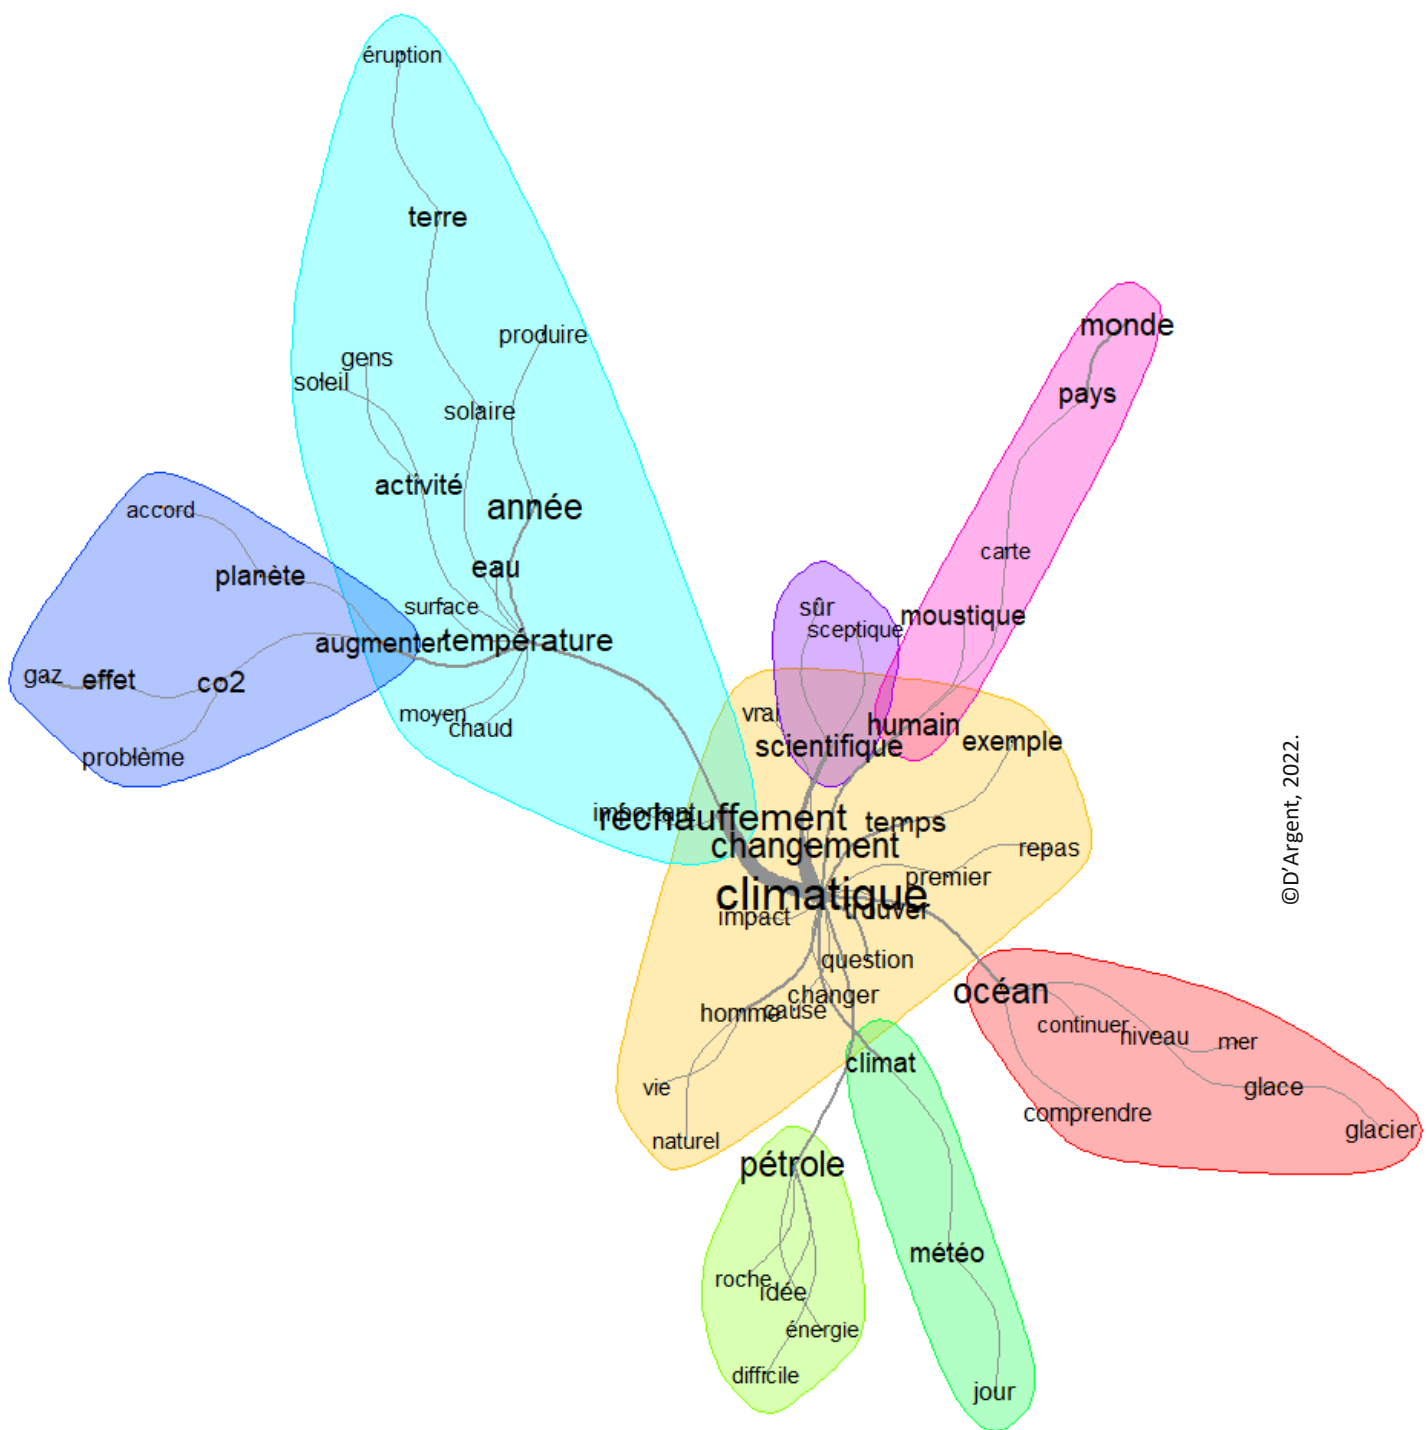 éruption
terre
produire
gens
soleil
solaire
activité
année
eau
surface
température
moyen
chaud
important
accord
planète
augmenter
gaz
effet
co2
problème
monde
pays
carte
moustique
humain
sûr
sceptique
scientifique
vrai
exemple
réchauffement
temps
changement
repas
premier
climatique
trouver
impact
question
changer
homme
cause
vie
naturel
océan
continuer
niveau
mer
glace
comprendre
glacier
climat
météo
jour
pétrole
roche
idée
énergie
difficile
©D'Argent, 2022.